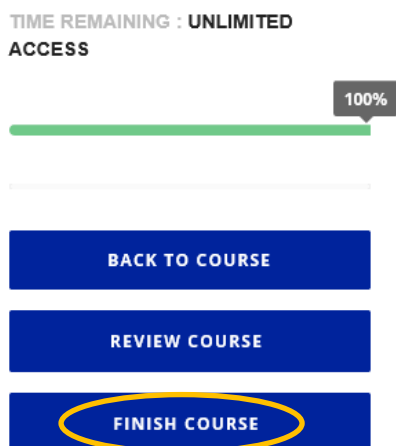 TIME REMAINING : UNLIMITED
ACCESS
100%
BACK TO COURSE
REVIEW COURSE
FINISH COURSE